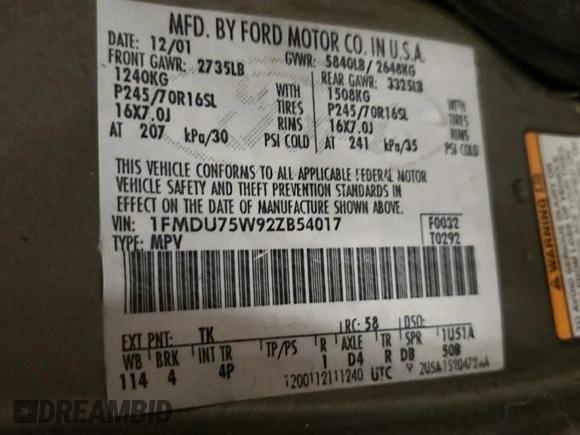 MFD. BY FORD MOTOR CO. IN U.S.A.
DATE: 12/01 GVWR: 5840LB/ 2648KG
FRONT GAWR: 2735LB REAR GAWR: 3325LB
1240KG WITH 1508KG WITH
P245/70R16SL TIRES P245/70R16SL TIRES
16X7.0J RIMS 16X7.0J RIMS
AT 207 kPa/30 PSI COLD AT 241 kPa/35 PSI COLD
THIS VEHICLE CONFORMS TO ALL APPLICABLE FEDERAL MOTOR
VEHICLE SAFETY AND THEFT PREVENTION STANDARDS IN
EFFECT ON THE DATE OF MANUFACTURE SHOWN ABOVE.
VIN: 1FMDU75W92ZB54017 F0032
TYPE: MPV T0292
EXT PNT: TK RC: 58 DSO:
WB BRK INT TR TP/PS R AXLE TR SPR 1U51A
114 4 4P 1 D4 R DB 50B
1200112111240 UTC
DREAMBID